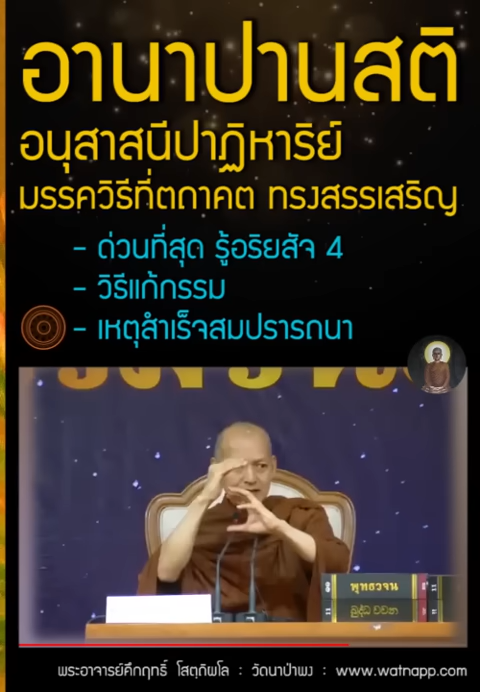 อานาปานสติ
อนุสาสนีปาฏิหาริย์
มรรควิธีที่ตถาคต ทรงสรรเสริญ
- ด่วนที่สุด รู้อริยสัจ 4
- วิธีแก้กรรม
- เหตุสำเร็จสมปรารถนา
พุทธวจน
พระอาจารย์คึกฤทธิ์ โสตฺถิผโล : วัดนาป่าพง : www.watnapp.com